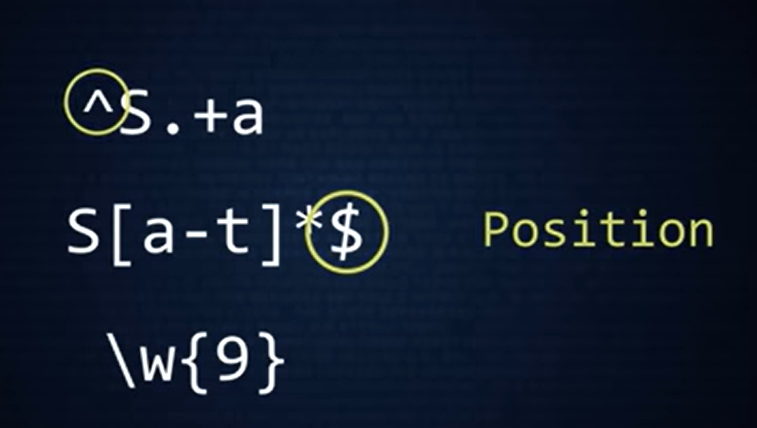 ^S.+a
S[a-t]*$ Position
\w{9}